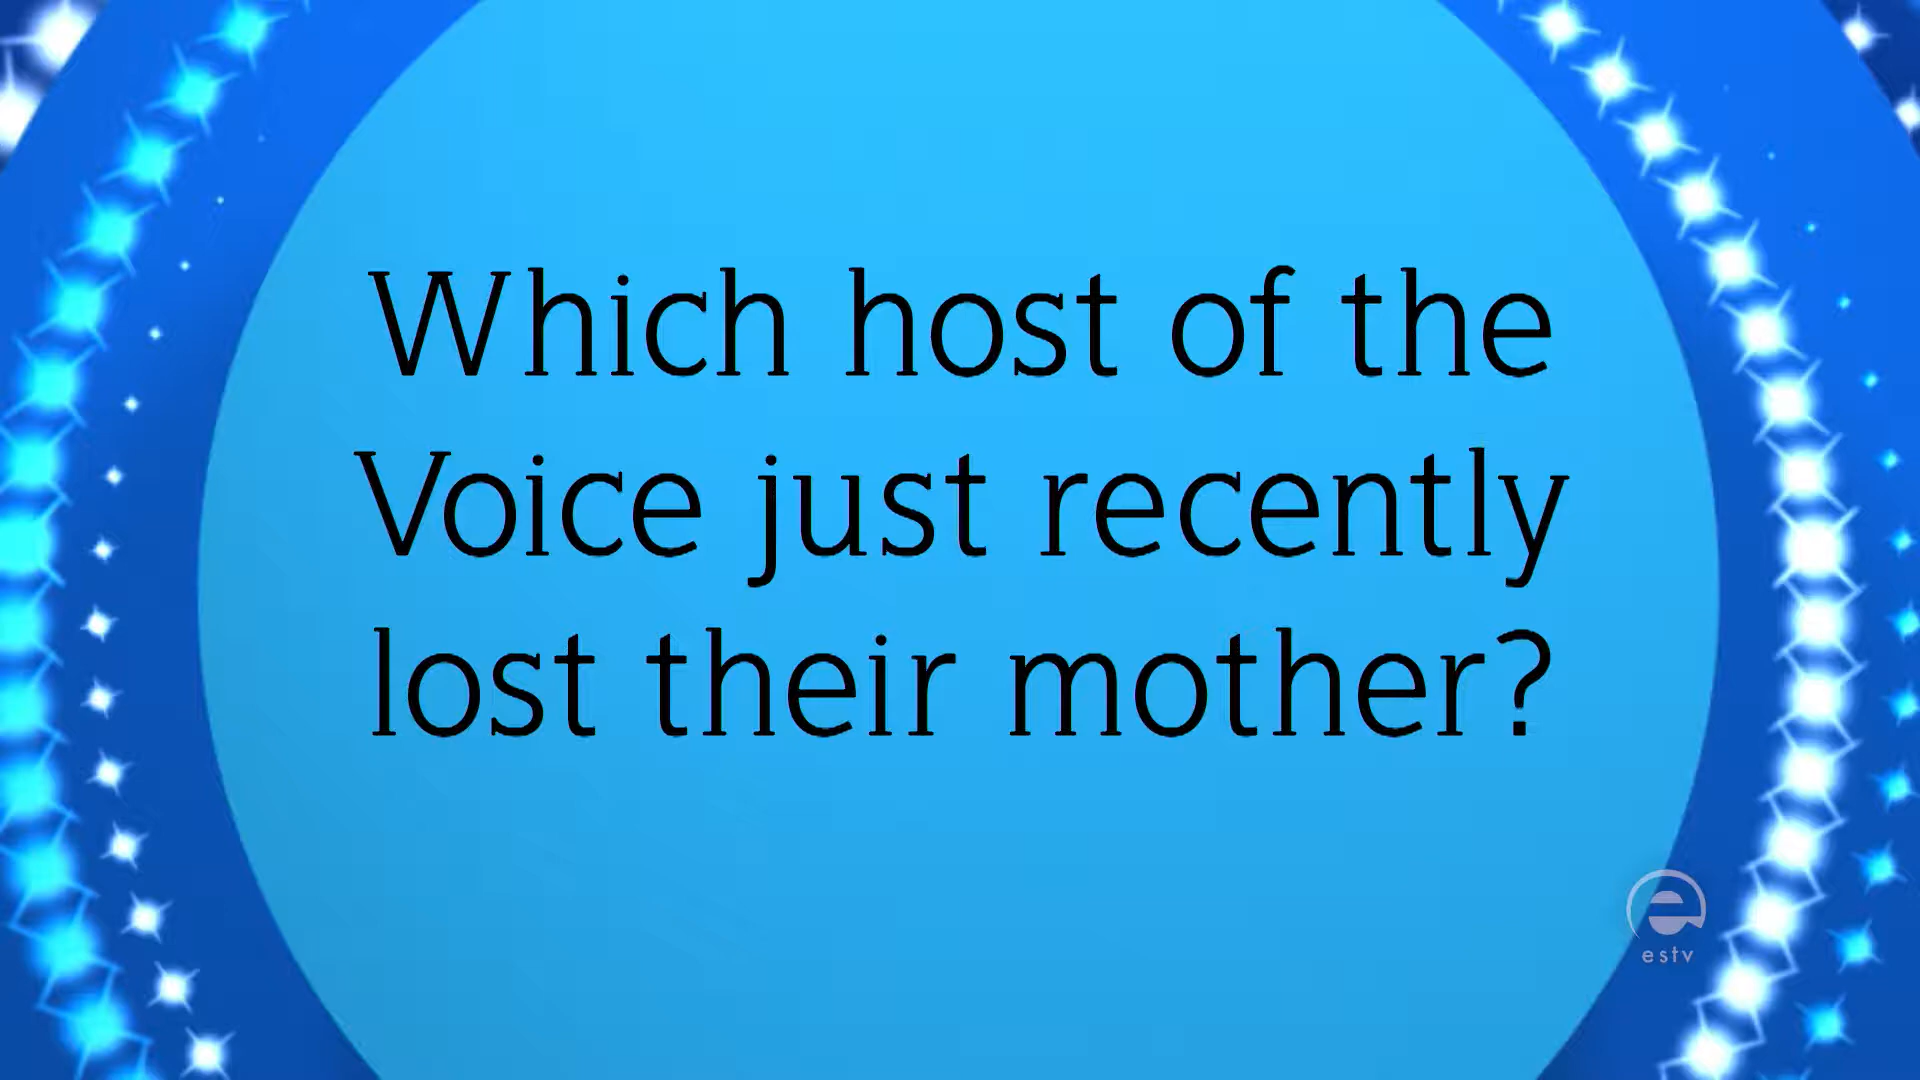 Which host of the
Voice just recently
lost their mother?
estv